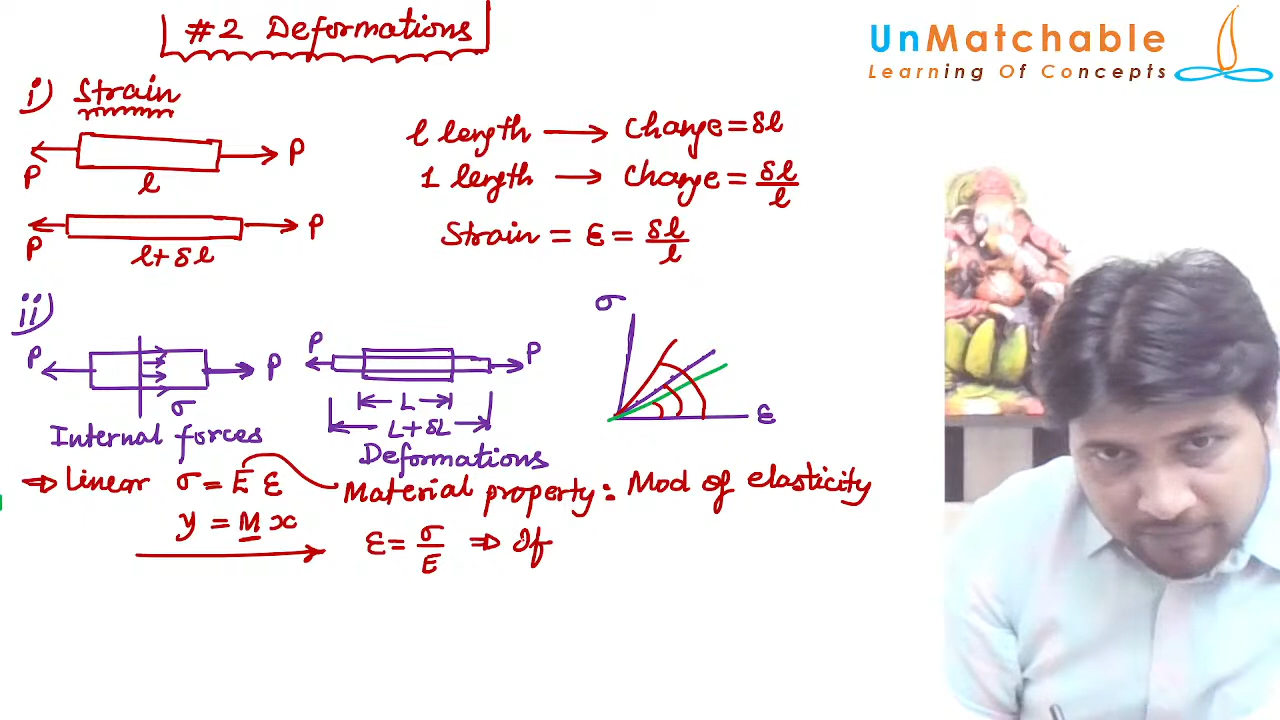 #2 Deformations
UnMatchable
Learning Of Concepts
i) Strain
P P
l
P P
l+δl
l length → Change = δl
1 length → Change = δl/l
Strain = ε = δl/l
ii)
P P
σ
Internal forces
P P
L
L+δL
Deformations
σ
ε
⇒ Linear σ = E ε
Material property: Mod of elasticity
y = M x
ε = σ/E ⇒ If